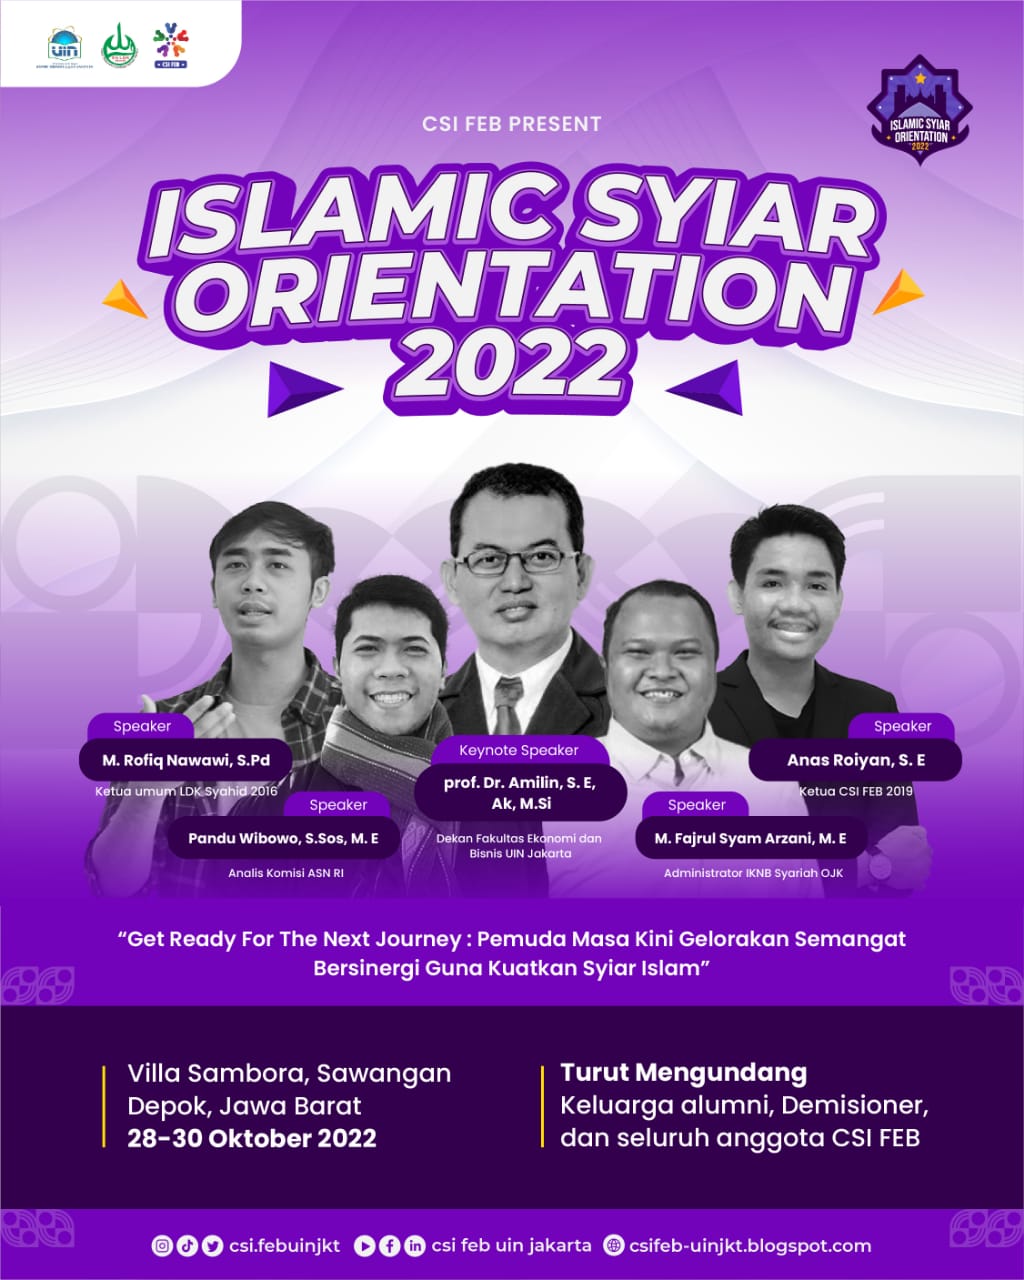 uin
CSI FEB
CSI FEB PRESENT
ISLAMIC SYIAR
ORIENTATION
"2022"
ISLAMIC SYIAR
ORIENTATION
2022
Speaker
M. Rofiq Nawawi, S.Pd
Ketua umum LDK Syahid 2016
Speaker
Pandu Wibowo, S.Sos, M. E
Analis Komisi ASN RI
Keynote Speaker
prof. Dr. Amilin, S. E,
Ak, M.Si
Dekan Fakultas Ekonomi dan
Bisnis UIN Jakarta
Speaker
M. Fajrul Syam Arzani, M. E
Administrator IKNB Syariah OJK
Speaker
Anas Roiyan, S. E
Ketua CSI FEB 2019
“Get Ready For The Next Journey : Pemuda Masa Kini Gelorakan Semangat
Bersinergi Guna Kuatkan Syiar Islam”
Villa Sambora, Sawangan
Depok, Jawa Barat
28-30 Oktober 2022
Turut Mengundang
Keluarga alumni, Demisioner,
dan seluruh anggota CSI FEB
csi.febuinjkt
csi feb uin jakarta
csifeb-uinjkt.blogspot.com